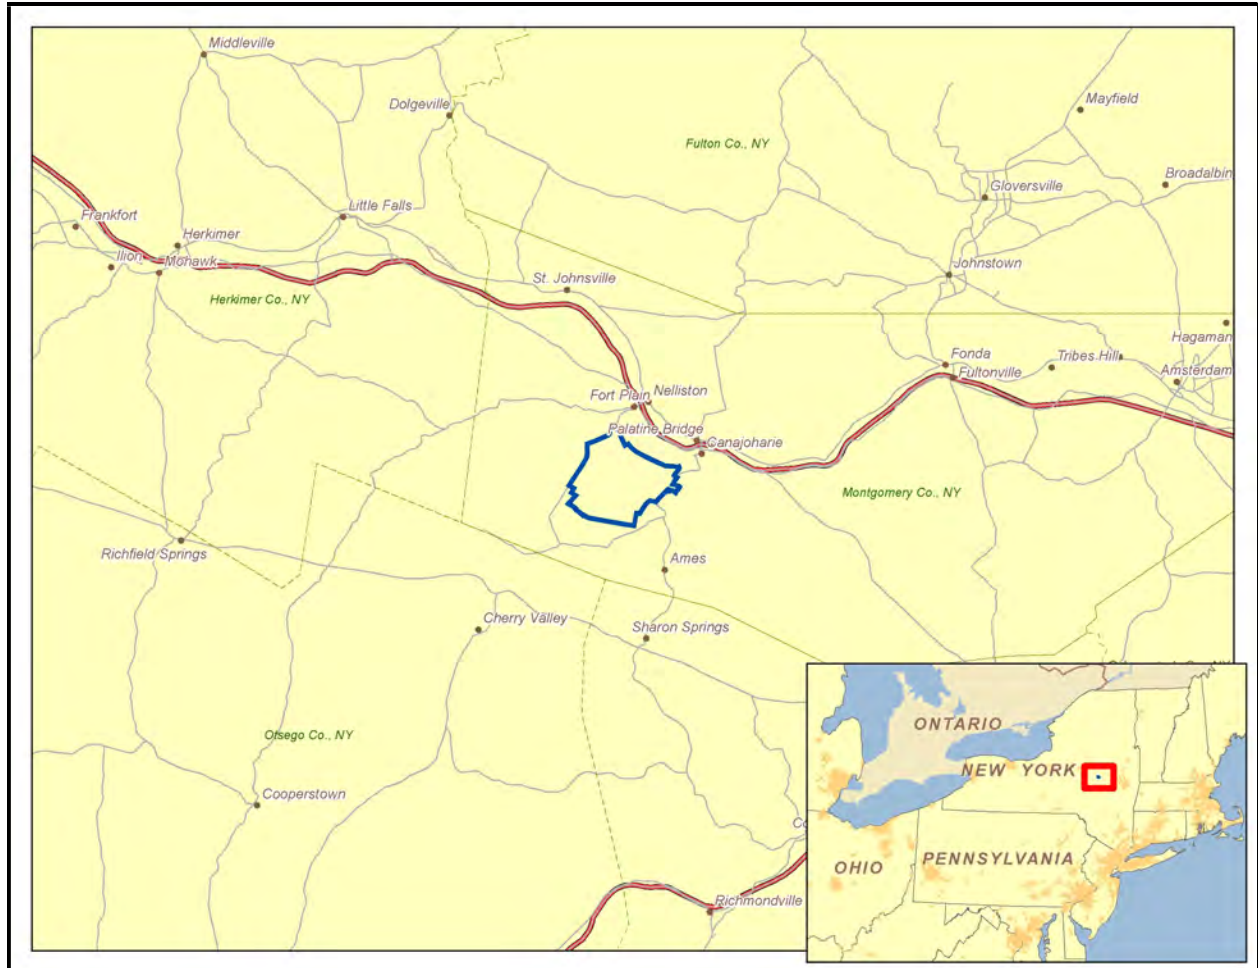 Middleville
Dolgeville
Mayfield
Fulton Co., NY
Broadalbin
Gloversville
Little Falls
Frankfort
Herkimer
Ilion
Mohawk
Johnstown
St. Johnsville
Herkimer Co., NY
Hagaman
Fonda
Tribes Hill
Amsterdam
Fultonville
Fort Plain
Nelliston
Palatine Bridge
Canajoharie
Montgomery Co., NY
Richfield Springs
Ames
Cherry Valley
Sharon Springs
Otsego Co., NY
Cooperstown
Richmondville
ONTARIO
NEW YORK
OHIO
PENNSYLVANIA